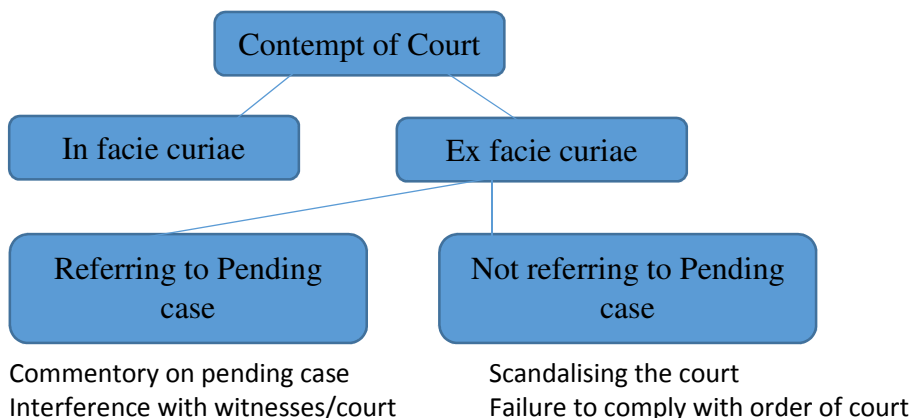 Contempt of Court
In facie curiae
Ex facie curiae
Referring to Pending
case
Not referring to Pending
case
Commentory on pending case
Interference with witnesses/court
Scandalising the court
Failure to comply with order of court